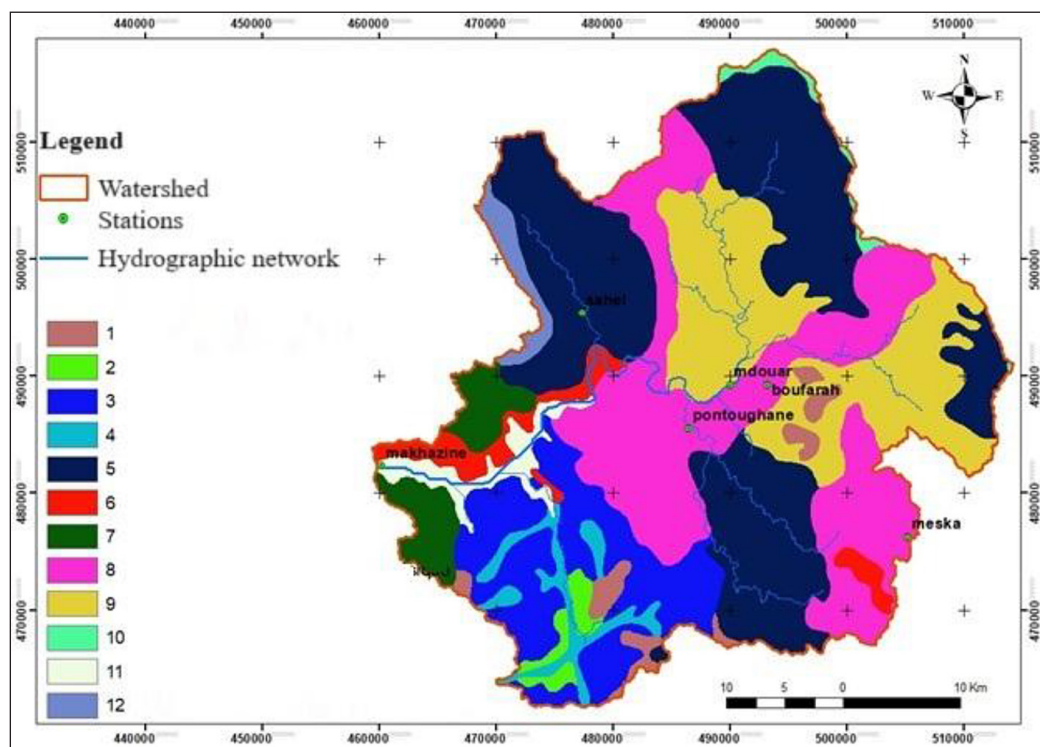 440000 450000 460000 470000 480000 490000 500000 510000
N
W E
S
Legend
Watershed
Stations
Hydrographic network
1
2
3
4
5
6
7
8
9
10
11
12
510000
500000
490000
480000
470000
510000
500000
490000
480000
470000
sahel
mdouar
boufarah
pontoughane
makhazine
meska
10 5 0 10 Km
440000 450000 460000 470000 480000 490000 500000 510000